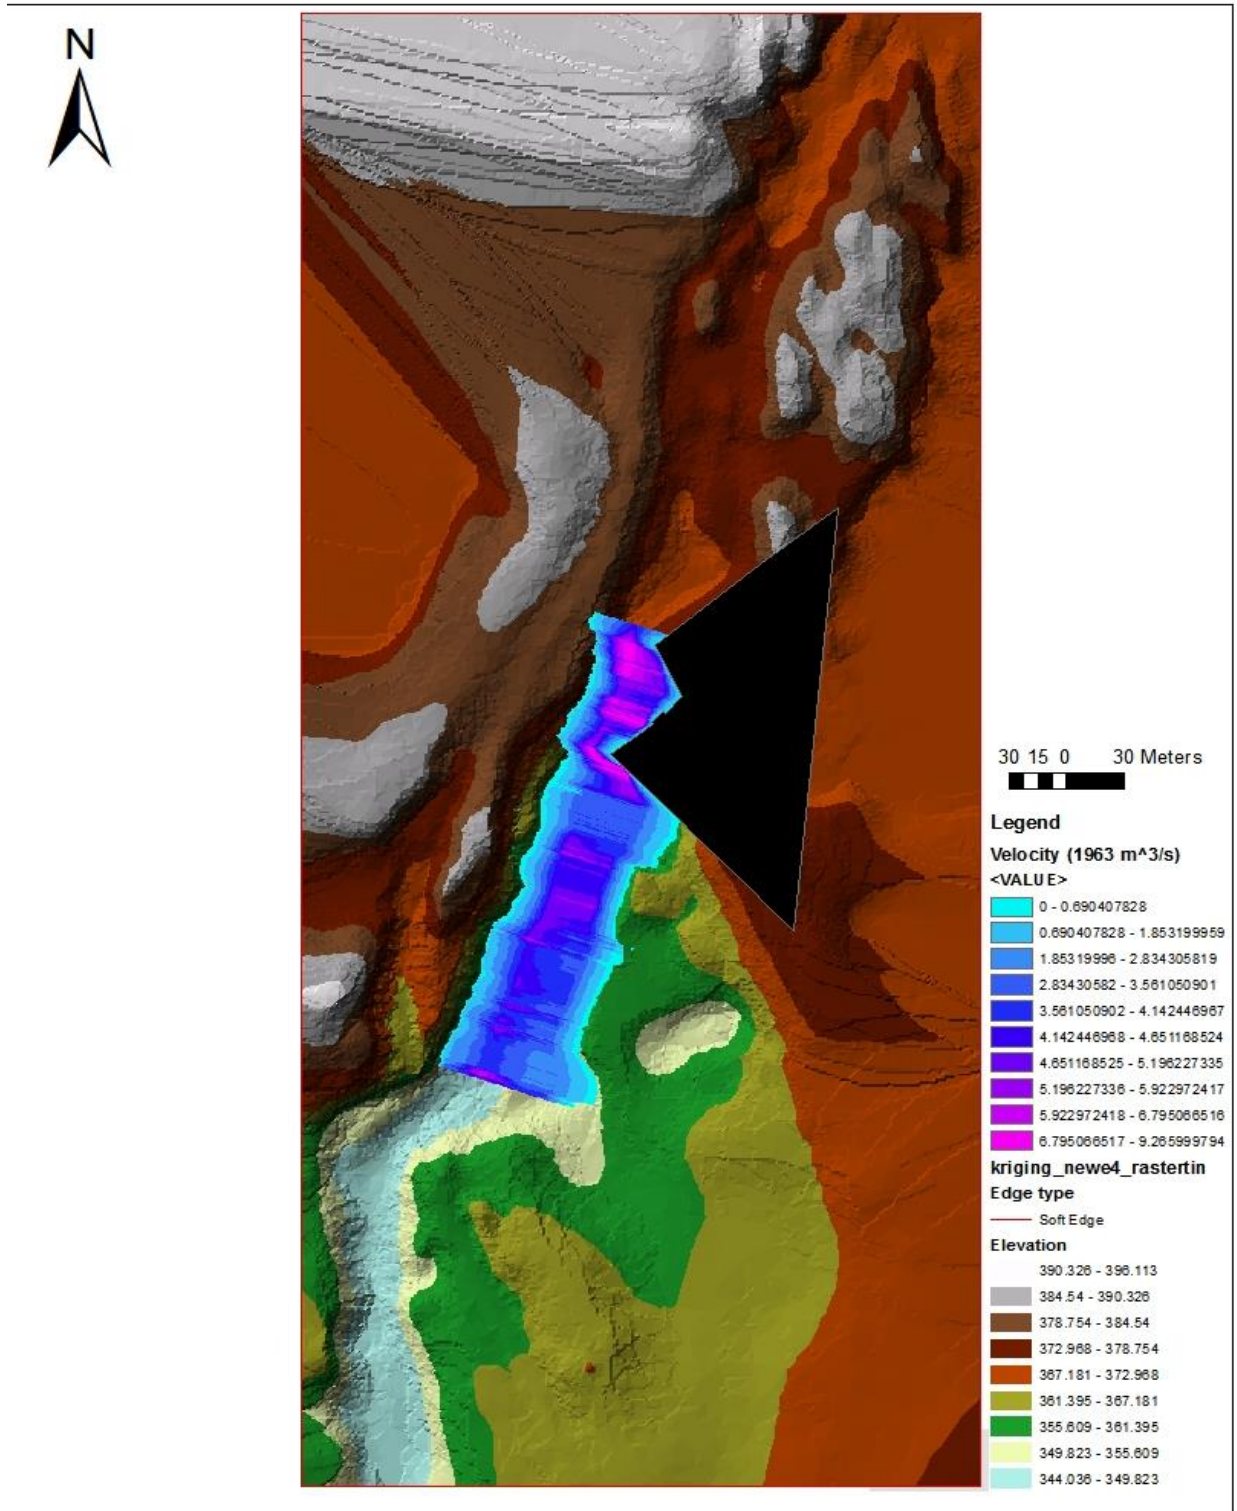 N
30 15 0 30 Meters
Legend
Velocity (1963 m^3/s)
<VALUE>
0 - 0.690407828
0.690407828 - 1.853199959
1.85319996 - 2.834305819
2.83430582 - 3.561050901
3.561050902 - 4.142446967
4.142446968 - 4.651168524
4.651168525 - 5.196227335
5.196227336 - 5.922972417
5.922972418 - 6.795066516
6.795066517 - 9.265999794
kriging_newe4_rastertin
Edge type
Soft Edge
Elevation
390.326 - 396.113
384.54 - 390.326
378.754 - 384.54
372.968 - 378.754
367.181 - 372.968
361.395 - 367.181
355.609 - 361.395
349.823 - 355.609
344.036 - 349.823